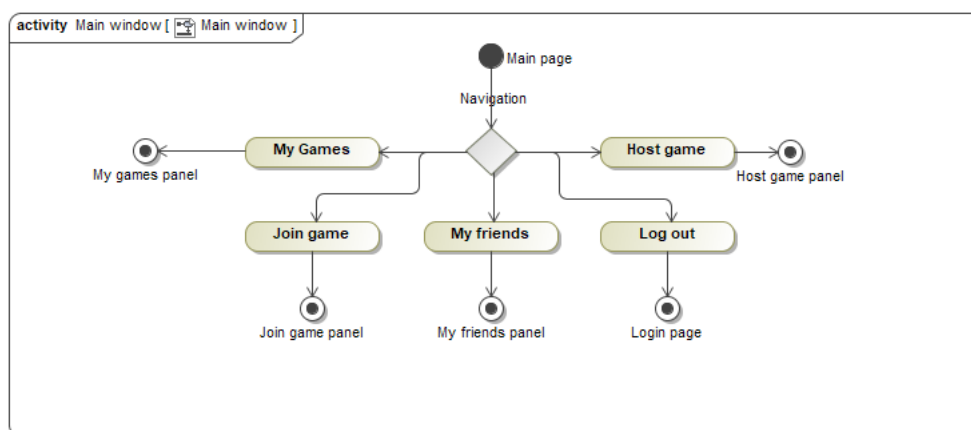 activity Main window [ Main window ]
Main page
Navigation
My Games
Host game
My games panel
Host game panel
Join game
My friends
Log out
Join game panel
My friends panel
Login page